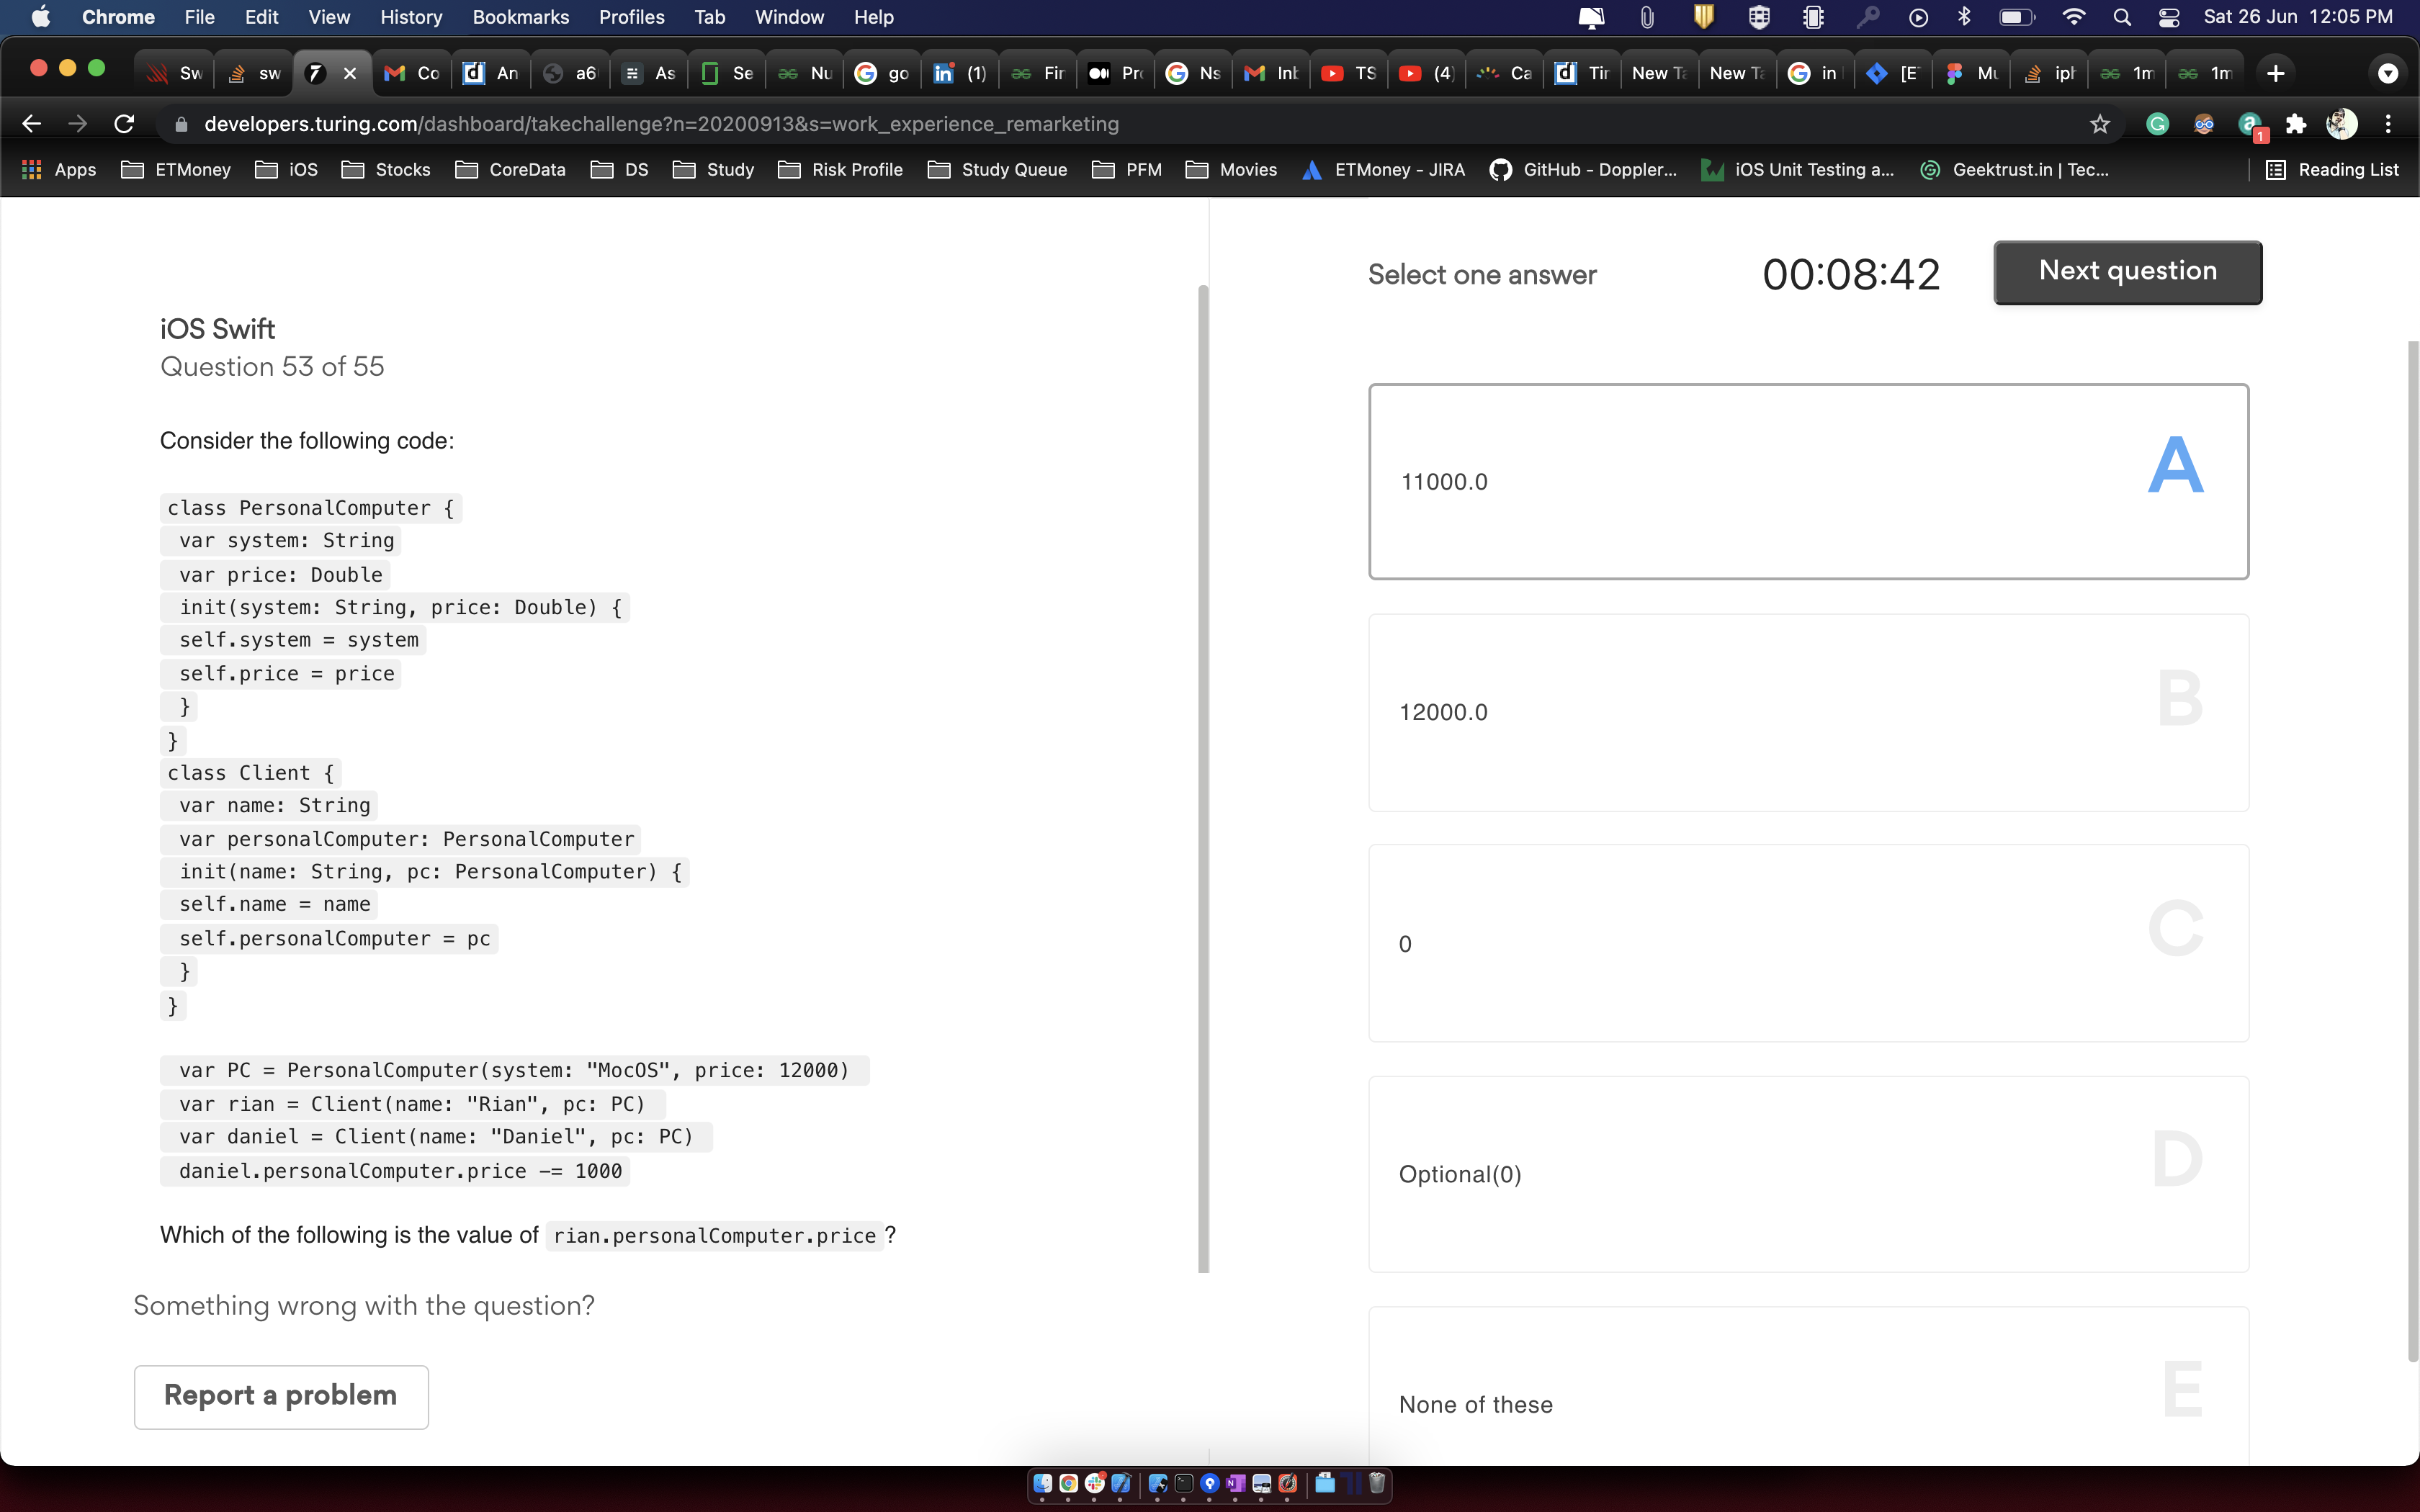 Chrome File Edit View History Bookmarks Profiles Tab Window Help Sat 26 Jun 12:05 PM
Sw sw Co An a6 As Se Nu go (1) Fir Pr Ns Inb TS (4) Ca Tir New Ta New Ta in [E Mu iph 1m 1m
developers.turing.com/dashboard/takechallenge?n=20200913&s=work_experience_remarketing 1
Apps ETMoney iOS Stocks CoreData DS Study Risk Profile Study Queue PFM Movies ETMoney - JIRA GitHub - Doppler... iOS Unit Testing a... Geektrust.in | Tec... Reading List
iOS Swift
Question 53 of 55
Consider the following code:
class PersonalComputer {
var system: String
var price: Double
init(system: String, price: Double) {
self.system = system
self.price = price
}
}
class Client {
var name: String
var personalComputer: PersonalComputer
init(name: String, pc: PersonalComputer) {
self.name = name
self.personalComputer = pc
}
}
var PC = PersonalComputer(system: "MocOS", price: 12000)
var rian = Client(name: "Rian", pc: PC)
var daniel = Client(name: "Daniel", pc: PC)
daniel.personalComputer.price -= 1000
Which of the following is the value of rian.personalComputer.price ?
Something wrong with the question?
Report a problem
Select one answer 00:08:42 Next question
11000.0 A
12000.0 B
0 C
Optional(0) D
None of these E